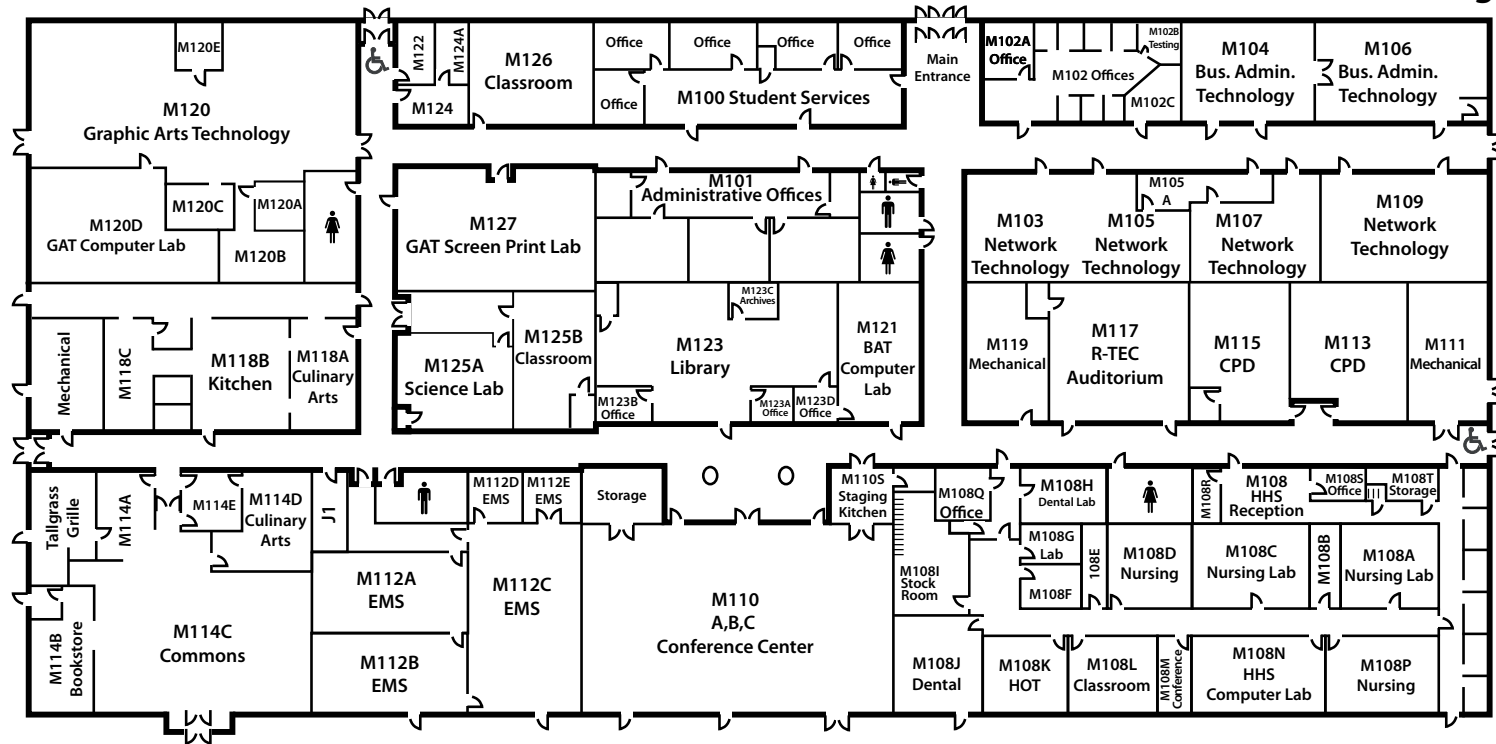 g
M120E
M120
Graphic Arts Technology
M122
M124A
M124
M126
Classroom
Office
Office
Office
Office
Office
M100 Student Services
Main
Entrance
M102A
Office
M102 Offices
M102B
Testing
M102C
M104
Bus. Admin.
Technology
M106
Bus. Admin.
Technology
M120D
GAT Computer Lab
M120C
M120A
M120B
M127
GAT Screen Print Lab
M101
Administrative Offices
M103
Network
Technology
M105
A
M105
Network
Technology
M107
Network
Technology
M109
Network
Technology
Mechanical
M118C
M118B
Kitchen
M118A
Culinary
Arts
M125A
Science Lab
M125B
Classroom
M123C
Archives
M123
Library
M123B
Office
M123A
Office
M123D
Office
M121
BAT
Computer
Lab
M119
Mechanical
M117
R-TEC
Auditorium
M115
CPD
M113
CPD
M111
Mechanical
Tallgrass
Grille
M114A
M114E
M114D
Culinary
Arts
J1
M112D
EMS
M112E
EMS
Storage
M110S
Staging
Kitchen
M108Q
Office
M108H
Dental Lab
M108R
M108
HHS
Reception
M108S
Office
M108T
Storage
M112A
EMS
M112C
EMS
M108I
Stock
Room
M108G
Lab
M108F
108E
M108D
Nursing
M108C
Nursing Lab
M108B
M108A
Nursing Lab
M114B
Bookstore
M114C
Commons
M112B
EMS
M110
A,B,C
Conference Center
M108J
Dental
M108K
HOT
M108L
Classroom
M108M
Conference
M108N
HHS
Computer Lab
M108P
Nursing